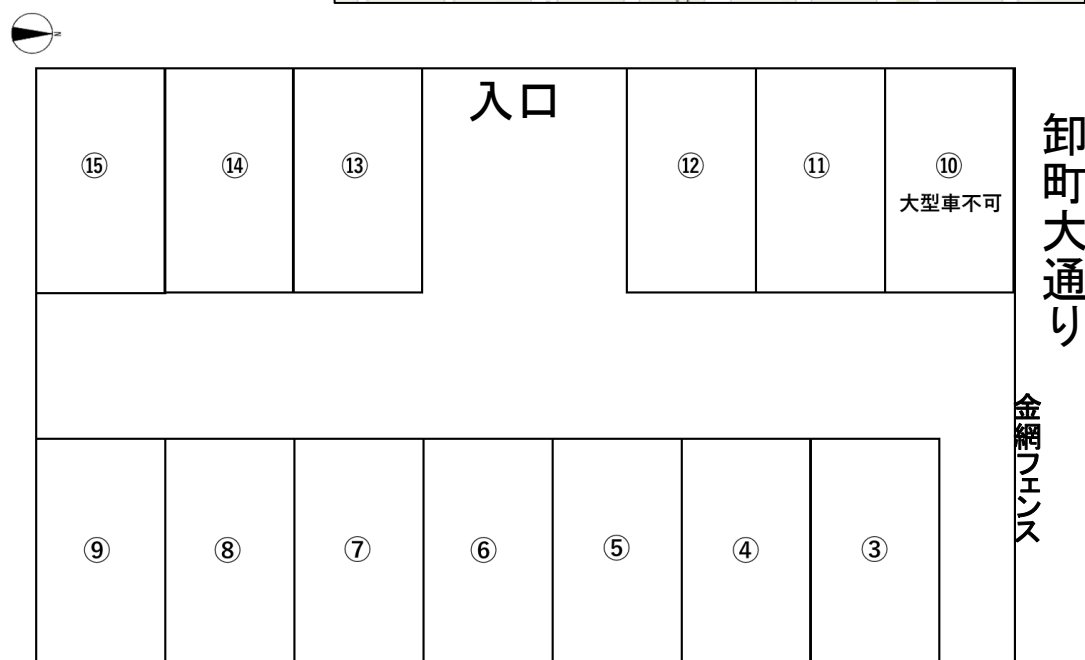 N
入口
⑮
⑭
⑬
⑫
⑪
⑩
大型車不可
卸町大通り
金網フェンス
⑨
⑧
⑦
⑥
⑤
④
③